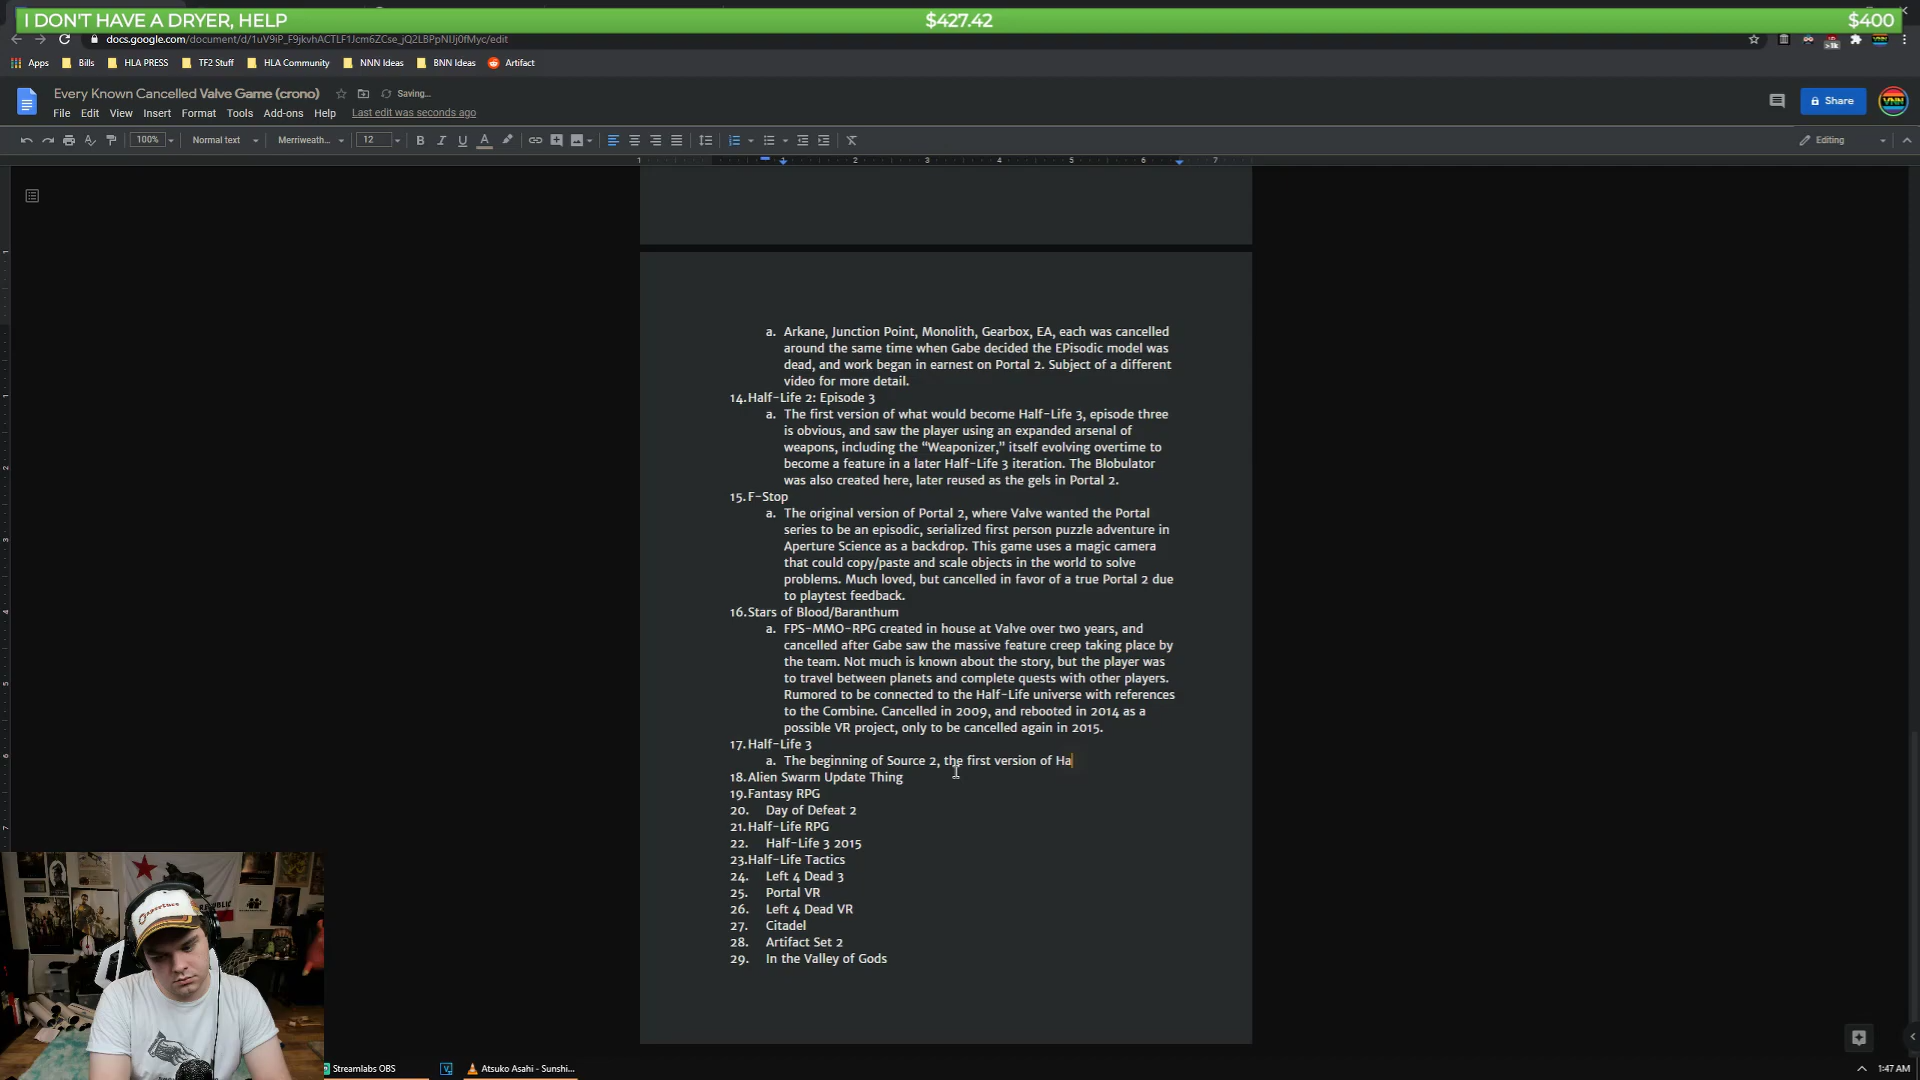 I DON'T HAVE A DRYER, HELP $427.42 $400
docs.google.com/document/d/1uV9iP_F9jkvhACTLF1Jcm6ZCse_jQ2LBPpNIJj0fMyc/edit
Apps Bills HLA PRESS TF2 Stuff HLA Community NNN Ideas BNN Ideas Artifact
Every Known Cancelled Valve Game (crono) Saving...
File Edit View Insert Format Tools Add-ons Help Last edit was seconds ago
Share
VNN
100% Normal text Merriweath... 12 B I U A Editing
1 1 2 3 4 5 6 7
a. Arkane, Junction Point, Monolith, Gearbox, EA, each was cancelled
around the same time when Gabe decided the EPisodic model was
dead, and work began in earnest on Portal 2. Subject of a different
video for more detail.
14. Half-Life 2: Episode 3
a. The first version of what would become Half-Life 3, episode three
is obvious, and saw the player using an expanded arsenal of
weapons, including the “Weaponizer,” itself evolving overtime to
become a feature in a later Half-Life 3 iteration. The Blobulator
was also created here, later reused as the gels in Portal 2.
15. F-Stop
a. The original version of Portal 2, where Valve wanted the Portal
series to be an episodic, serialized first person puzzle adventure in
Aperture Science as a backdrop. This game uses a magic camera
that could copy/paste and scale objects in the world to solve
problems. Much loved, but cancelled in favor of a true Portal 2 due
to playtest feedback.
16. Stars of Blood/Baranthum
a. FPS-MMO-RPG created in house at Valve over two years, and
cancelled after Gabe saw the massive feature creep taking place by
the team. Not much is known about the story, but the player was
to travel between planets and complete quests with other players.
Rumored to be connected to the Half-Life universe with references
to the Combine. Cancelled in 2009, and rebooted in 2014 as a
possible VR project, only to be cancelled again in 2015.
17. Half-Life 3
a. The beginning of Source 2, the first version of Ha
18. Alien Swarm Update Thing
19. Fantasy RPG
20. Day of Defeat 2
21. Half-Life RPG
22. Half-Life 3 2015
23. Half-Life Tactics
24. Left 4 Dead 3
25. Portal VR
26. Left 4 Dead VR
27. Citadel
28. Artifact Set 2
29. In the Valley of Gods
Streamlabs OBS Atsuko Asahi - Sunshi... 1:47 AM